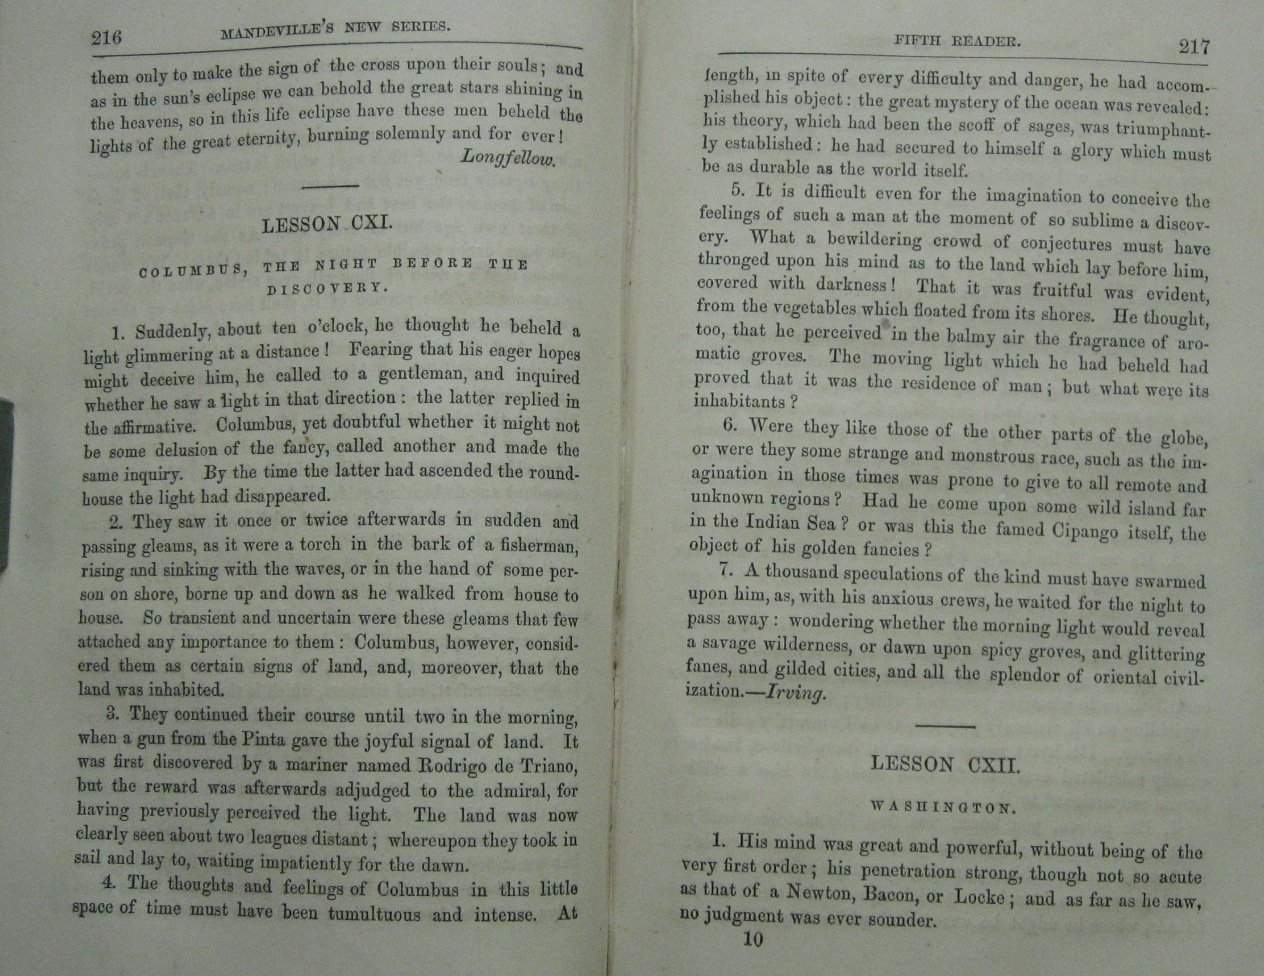 216 MANDEVILLE'S NEW SERIES.
them only to make the sign of the cross upon their souls; and
as in the sun's eclipse we can behold the great stars shining in
the heavens, so in this life eclipse have these men beheld the
lights of the great eternity, burning solemnly and for ever!
Longfellow.
LESSON CXI.
COLUMBUS, THE NIGHT BEFORE THE
DISCOVERY.
1. Suddenly, about ten o'clock, he thought he beheld a
light glimmering at a distance! Fearing that his eager hopes
might deceive him, he called to a gentleman, and inquired
whether he saw a light in that direction: the latter replied in
the affirmative. Columbus, yet doubtful whether it might not
be some delusion of the fancy, called another and made the
same inquiry. By the time the latter had ascended the round-
house the light had disappeared.
2. They saw it once or twice afterwards in sudden and
passing gleams, as it were a torch in the bark of a fisherman,
rising and sinking with the waves, or in the hand of some per-
son on shore, borne up and down as he walked from house to
house. So transient and uncertain were these gleams that few
attached any importance to them: Columbus, however, consid-
ered them as certain signs of land, and, moreover, that the
land was inhabited.
3. They continued their course until two in the morning,
when a gun from the Pinta gave the joyful signal of land. It
was first discovered by a mariner named Rodrigo de Triano,
but the reward was afterwards adjudged to the admiral, for
having previously perceived the light. The land was now
clearly seen about two leagues distant; whereupon they took in
sail and lay to, waiting impatiently for the dawn.
4. The thoughts and feelings of Columbus in this little
space of time must have been tumultuous and intense. At
FIFTH READER. 217
length, in spite of every difficulty and danger, he had accom-
plished his object: the great mystery of the ocean was revealed:
his theory, which had been the scoff of sages, was triumphant-
ly established: he had secured to himself a glory which must
be as durable as the world itself.
5. It is difficult even for the imagination to conceive the
feelings of such a man at the moment of so sublime a discov-
ery. What a bewildering crowd of conjectures must have
thronged upon his mind as to the land which lay before him,
covered with darkness! That it was fruitful was evident,
from the vegetables which floated from its shores. He thought,
too, that he perceived in the balmy air the fragrance of aro-
matic groves. The moving light which he had beheld had
proved that it was the residence of man; but what were its
inhabitants?
6. Were they like those of the other parts of the globe,
or were they some strange and monstrous race, such as the im-
agination in those times was prone to give to all remote and
unknown regions? Had he come upon some wild island far
in the Indian Sea? or was this the famed Cipango itself, the
object of his golden fancies?
7. A thousand speculations of the kind must have swarmed
upon him, as, with his anxious crews, he waited for the night to
pass away: wondering whether the morning light would reveal
a savage wilderness, or dawn upon spicy groves, and glittering
fanes, and gilded cities, and all the splendor of oriental civil-
ization.—Irving.
LESSON CXII.
WASHINGTON.
1. His mind was great and powerful, without being of the
very first order; his penetration strong, though not so acute
as that of a Newton, Bacon, or Locke; and as far as he saw,
no judgment was ever sounder.
10